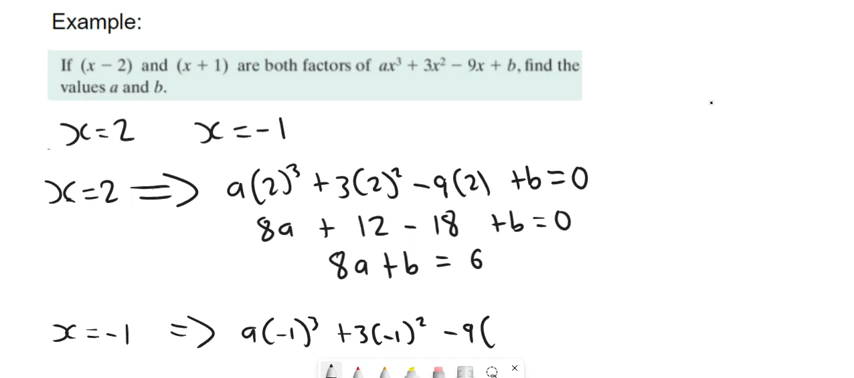 Example:
If (x − 2) and (x + 1) are both factors of ax³ + 3x² − 9x + b, find the
values a and b.
x=2 x=-1
x=2 => a(2)³ +3(2)² -9(2) +b=0
8a + 12 - 18 +b=0
8a+b = 6
x=-1 => a(-1)³ +3(-1)² -9(